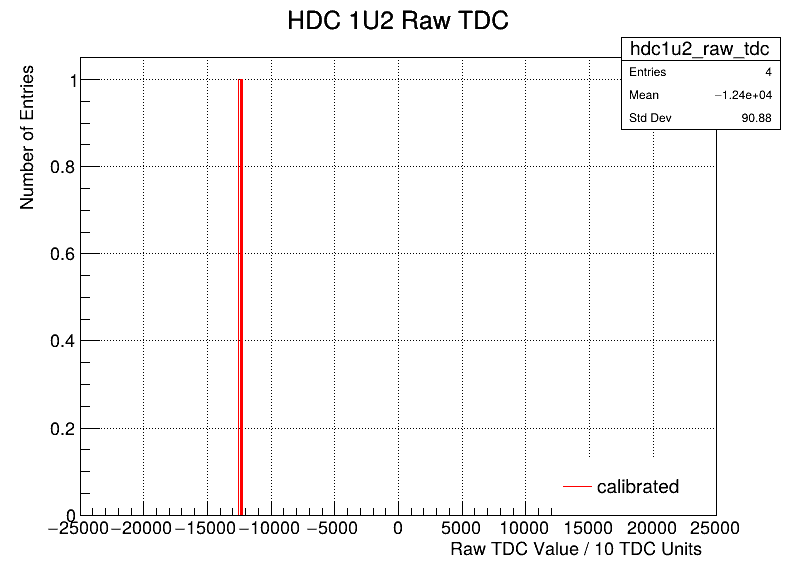 HDC 1U2 Raw TDC
hdc1u2_raw_tdc
Entries 4
Mean −1.24e+04
Std Dev 90.88
Number of Entries
1
0.8
0.6
0.4
0.2
0
−25000 −20000 −15000 −10000 −5000 0 5000 10000 15000 20000 25000
calibrated
Raw TDC Value / 10 TDC Units